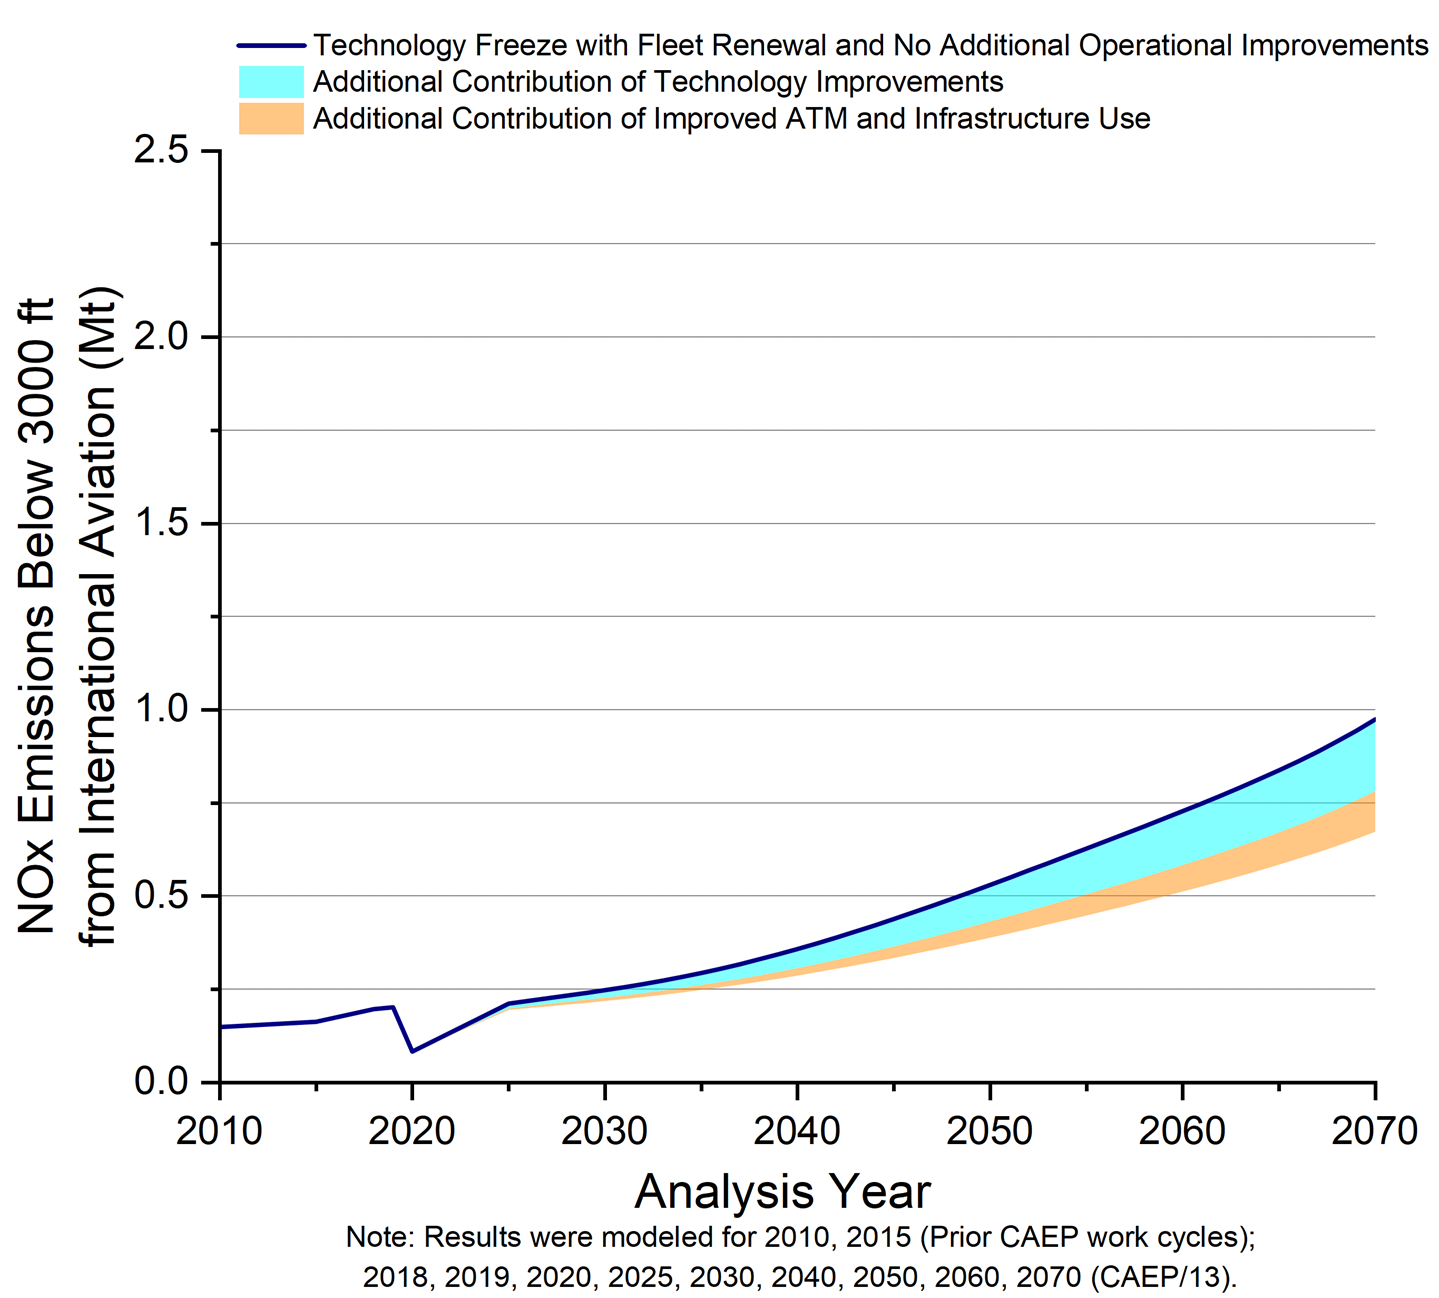 Technology Freeze with Fleet Renewal and No Additional Operational Improvements
Additional Contribution of Technology Improvements
Additional Contribution of Improved ATM and Infrastructure Use
NOx Emissions Below 3000 ft
from International Aviation (Mt)
2.5
2.0
1.5
1.0
0.5
0.0
2010 2020 2030 2040 2050 2060 2070
Analysis Year
Note: Results were modeled for 2010, 2015 (Prior CAEP work cycles);
2018, 2019, 2020, 2025, 2030, 2040, 2050, 2060, 2070 (CAEP/13).